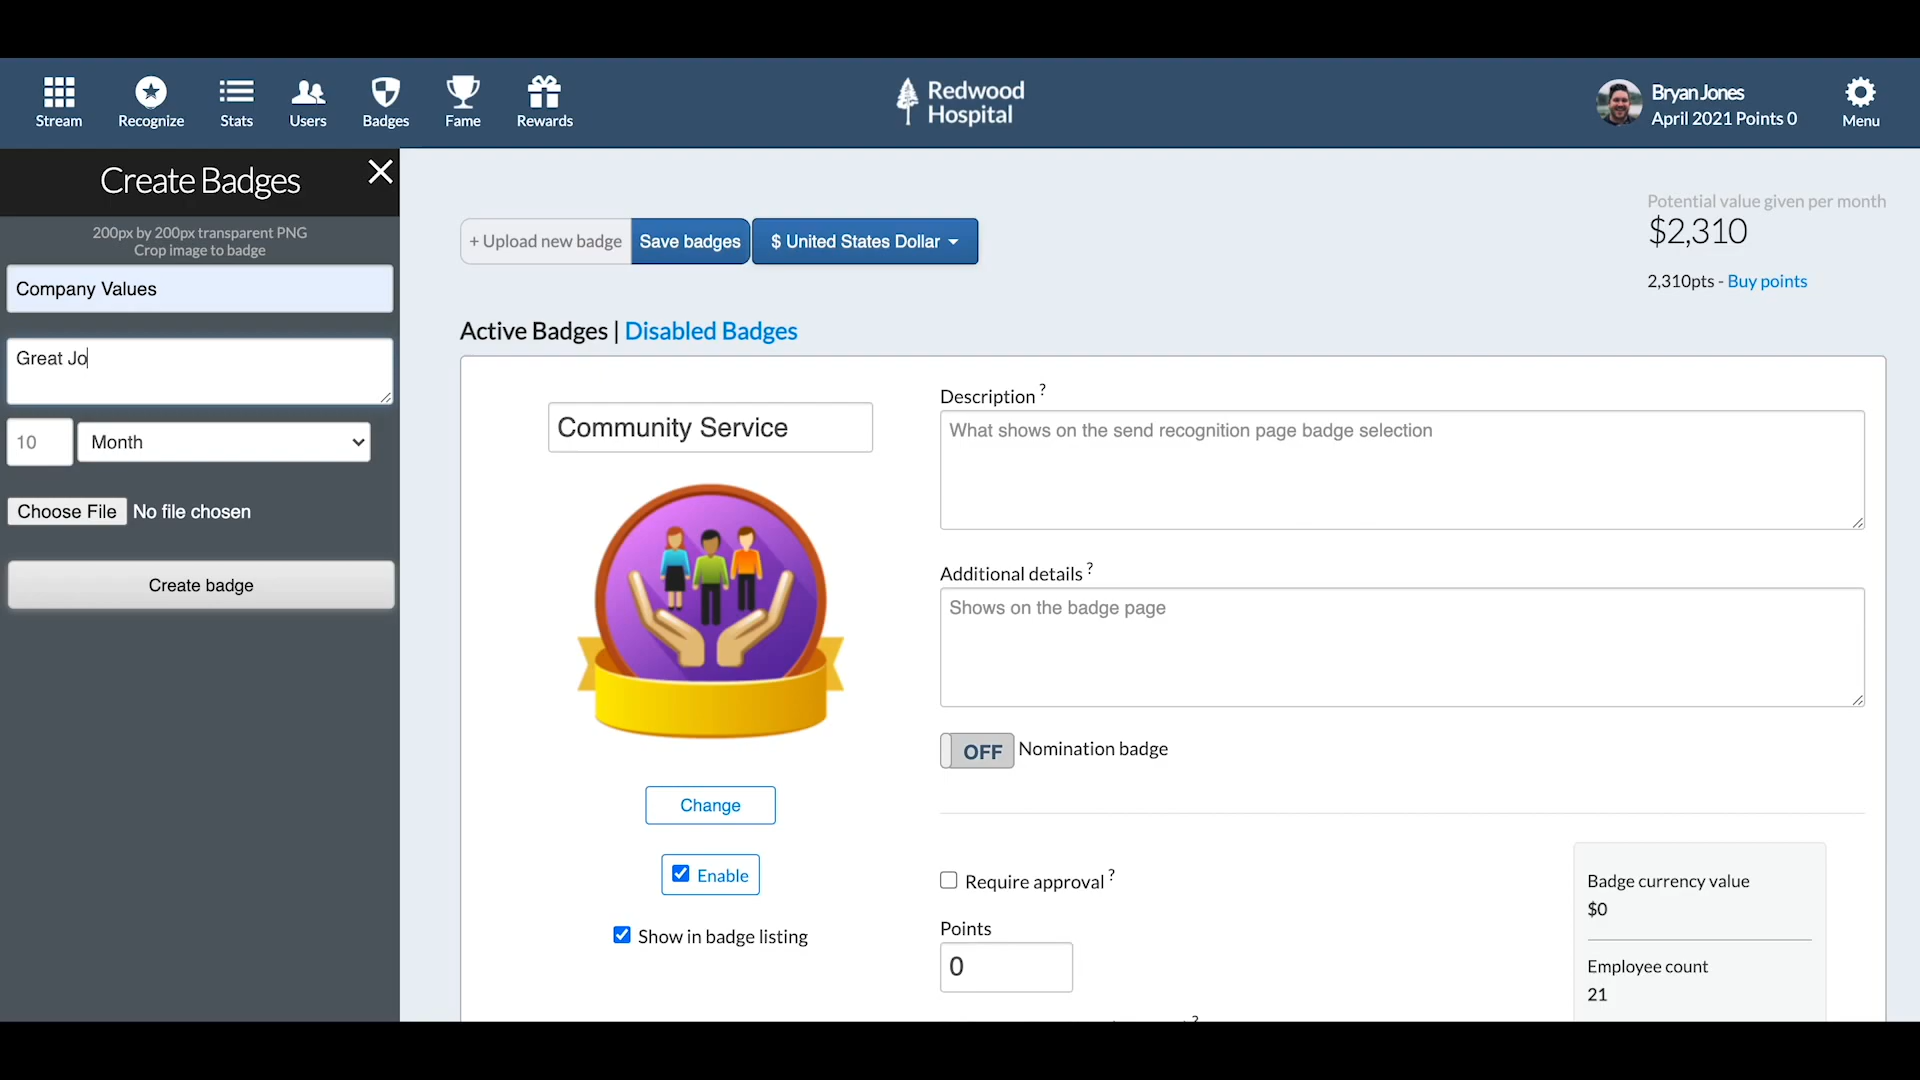 Stream
Recognize
Stats
Users
Badges
Fame
Rewards
Redwood
Hospital
Bryan Jones
April 2021 Points 0
Menu
Create Badges
200px by 200px transparent PNG
Crop image to badge
Company Values
Great Jo
10
Month
Choose File No file chosen
Create badge
+ Upload new badge
Save badges
$ United States Dollar
Potential value given per month
$2,310
2,310pts - Buy points
Active Badges | Disabled Badges
Community Service
Change
Enable
Show in badge listing
Description ?
What shows on the send recognition page badge selection
Additional details ?
Shows on the badge page
OFF Nomination badge
Require approval ?
Points
0
?
Badge currency value
$0
Employee count
21